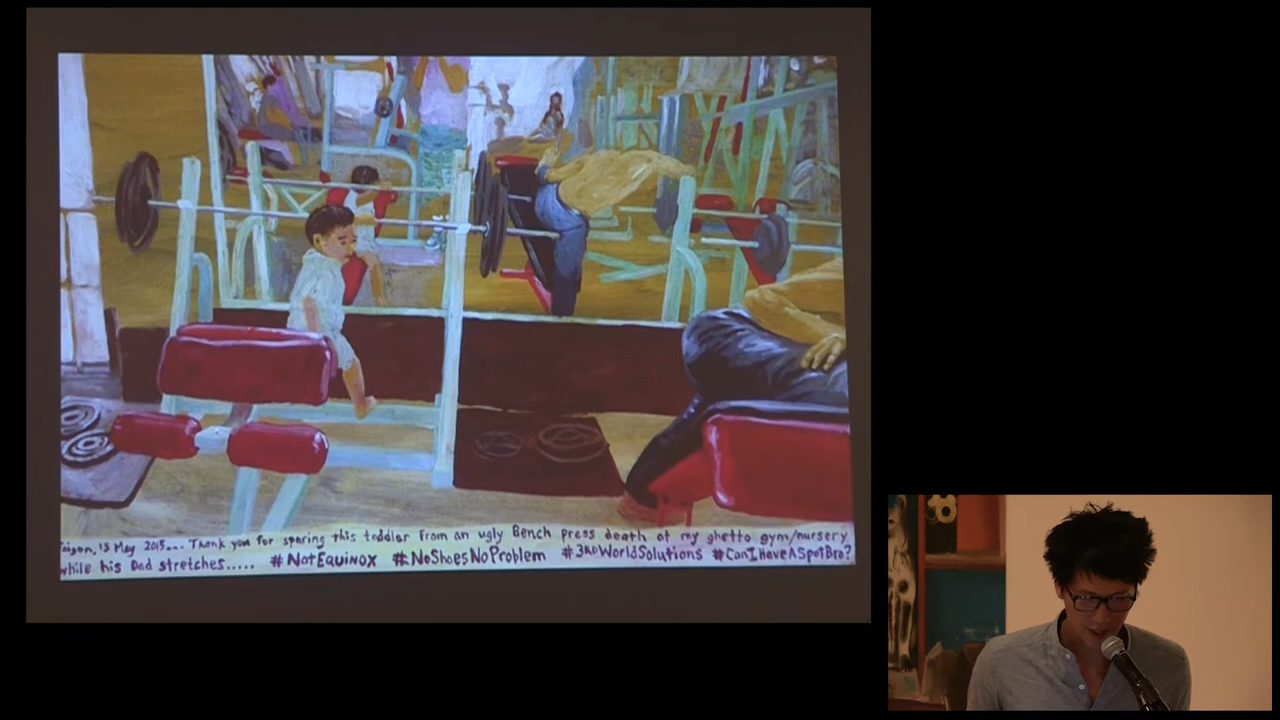 aigon, 13 May 2015... Thank you for sparing this toddler from an ugly Bench press death at my ghetto gym/nursery
while his Dad stretches..... #NotEquinox #NoShoesNoProblem #3rdWorldSolutions #CanIHaveASpotBro?